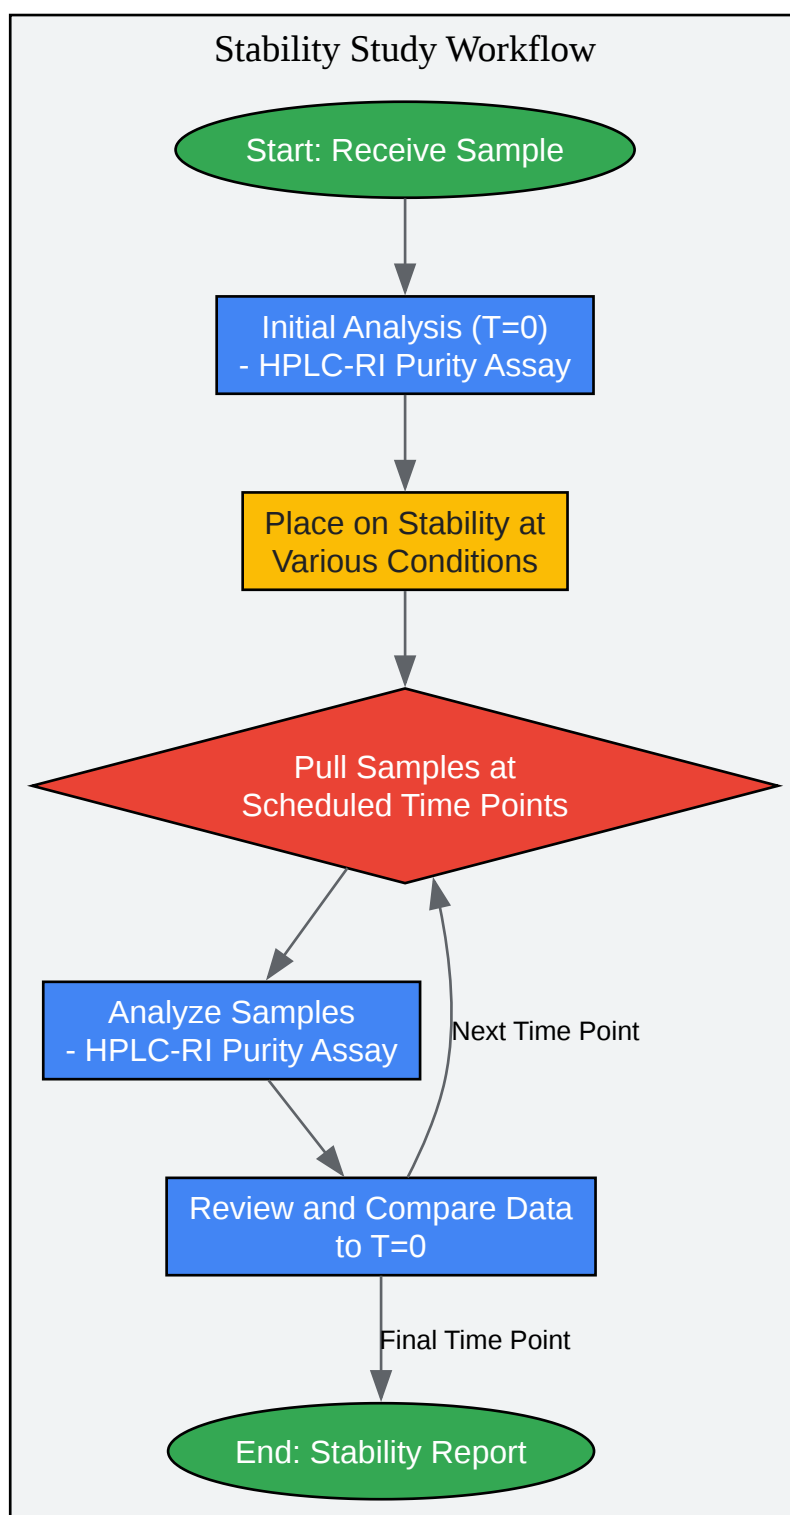 Stability Study Workflow
Start: Receive Sample
Initial Analysis (T=0)
- HPLC-RI Purity Assay
Place on Stability at
Various Conditions
Pull Samples at
Scheduled Time Points
Analyze Samples
- HPLC-RI Purity Assay
Next Time Point
Review and Compare Data
to T=0
Final Time Point
End: Stability Report